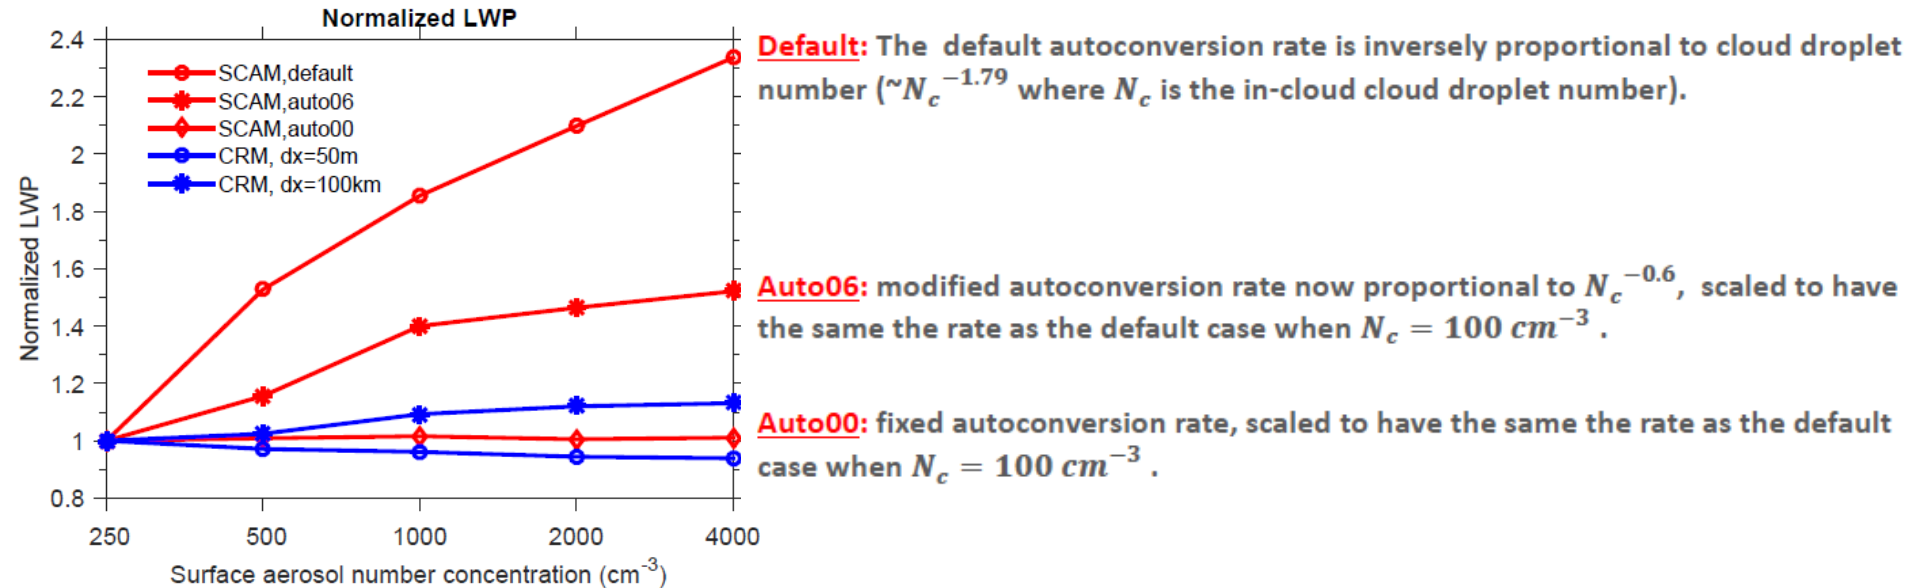 Normalized LWP
2.4
2.2
2
1.8
1.6
1.4
1.2
1
0.8
Normalized LWP
SCAM,default
SCAM,auto06
SCAM,auto00
CRM, dx=50m
CRM, dx=100km
250 500 1000 2000 4000
Surface aerosol number concentration (cm⁻³)
Default: The default autoconversion rate is inversely proportional to cloud droplet
number (~N_c^−1.79 where N_c is the in-cloud cloud droplet number).
Auto06: modified autoconversion rate now proportional to N_c^−0.6, scaled to have
the same the rate as the default case when N_c = 100 cm⁻³ .
Auto00: fixed autoconversion rate, scaled to have the same the rate as the default
case when N_c = 100 cm⁻³ .